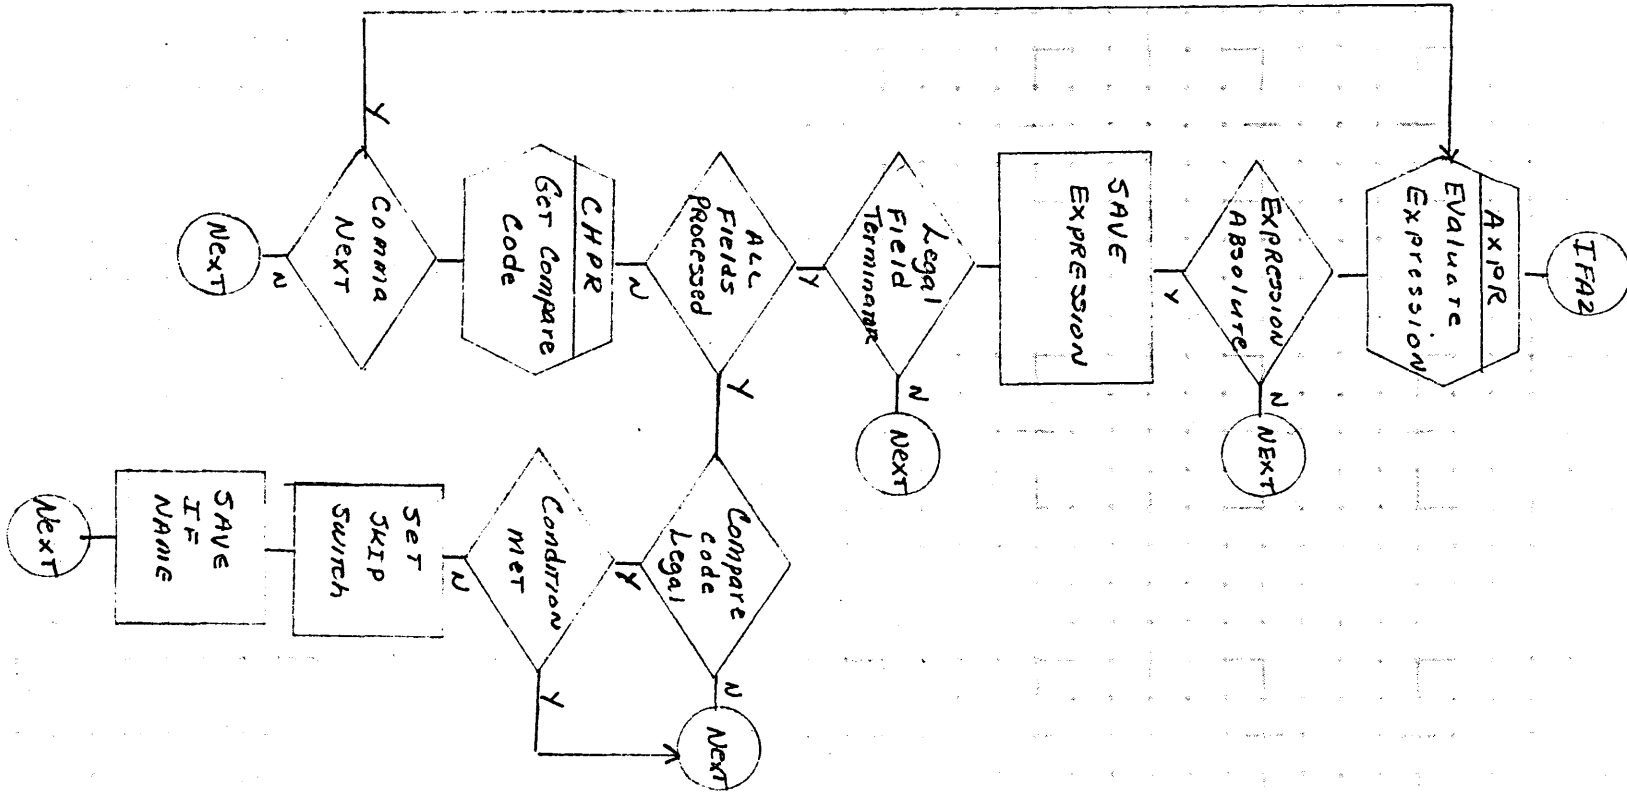 IFA2
AXPR
EValuate
Expression
EXPRESSION
ABSOLUTE
N
NEXT
Y
SAVE
EXPRESSION
Legal
Field
Terminator
N
NEXT
Y
ALL
Fields
PROCESSED
N
CHPR
GET COMPARE
Code
Comma
NEXT
Y
N
NEXT
Y
Compare
Code
Legal
N
NEXT
Y
Condition
MET
Y
N
SET
SKIP
SWITCH
SAVE
IF
NAME
NEXT